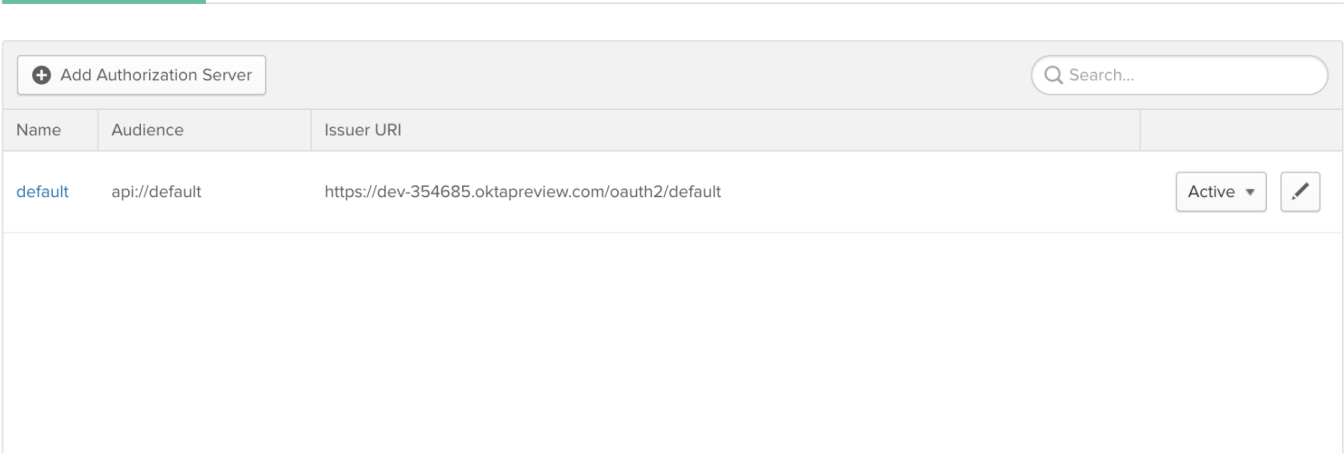 Add Authorization Server
Search...
Name Audience Issuer URI
default api://default https://dev-354685.oktapreview.com/oauth2/default Active